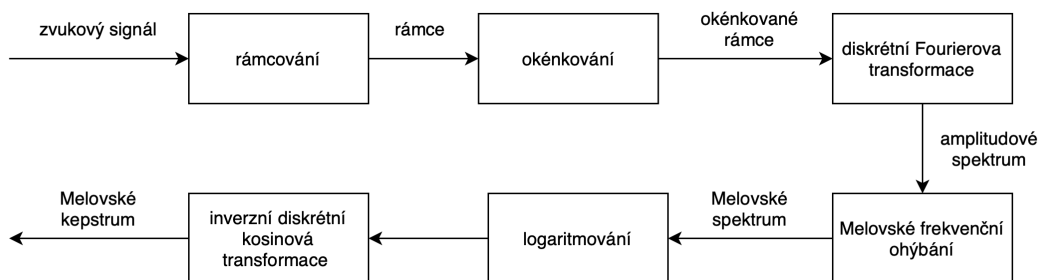 zvukový signál
rámcování
rámce
okénkování
okénkované
rámce
diskrétní Fourierova
transformace
amplitudové
spektrum
Melovské frekvenční
ohýbání
Melovské
spektrum
logaritmování
inverzní diskrétní
kosinová
transformace
Melovské
kepstrum